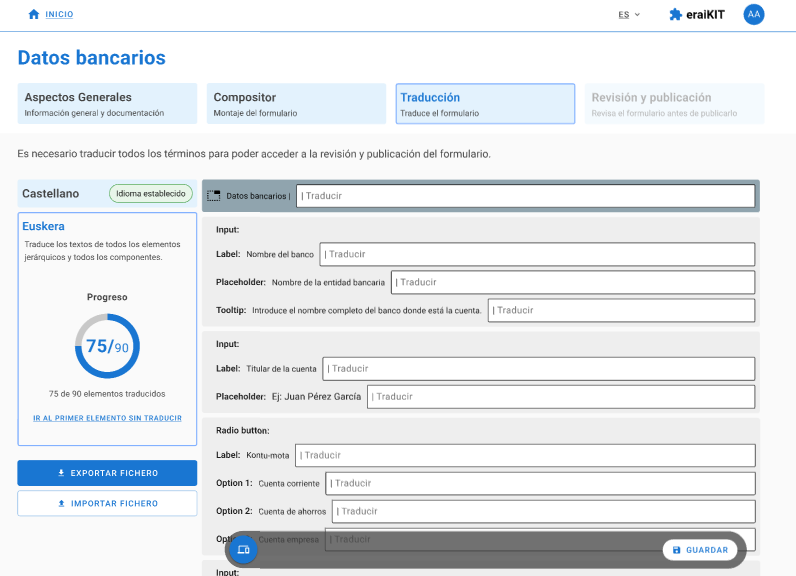 INICIO
ES
eraiKIT
AA
Datos bancarios
Aspectos Generales
Información general y documentación
Compositor
Montaje del formulario
Traducción
Traduce el formulario
Revisión y publicación
Revisa el formulario antes de publicarlo
Es necesario traducir todos los términos para poder acceder a la revisión y publicación del formulario.
Castellano
Idioma establecido
Euskera
Traduce los textos de todos los elementos
jerárquicos y todos los componentes.
Progreso
75/90
75 de 90 elementos traducidos
IR AL PRIMER ELEMENTO SIN TRADUCIR
EXPORTAR FICHERO
IMPORTAR FICHERO
Datos bancarios | | Traducir
Input:
Label: Nombre del banco | Traducir
Placeholder: Nombre de la entidad bancaria | Traducir
Tooltip: Introduce el nombre completo del banco donde está la cuenta. | Traducir
Input:
Label: Titular de la cuenta | Traducir
Placeholder: Ej: Juan Pérez García | Traducir
Radio button:
Label: Kontu-mota | Traducir
Option 1: Cuenta corriente | Traducir
Option 2: Cuenta de ahorros | Traducir
Cuenta empresa | Traducir
GUARDAR
Input: